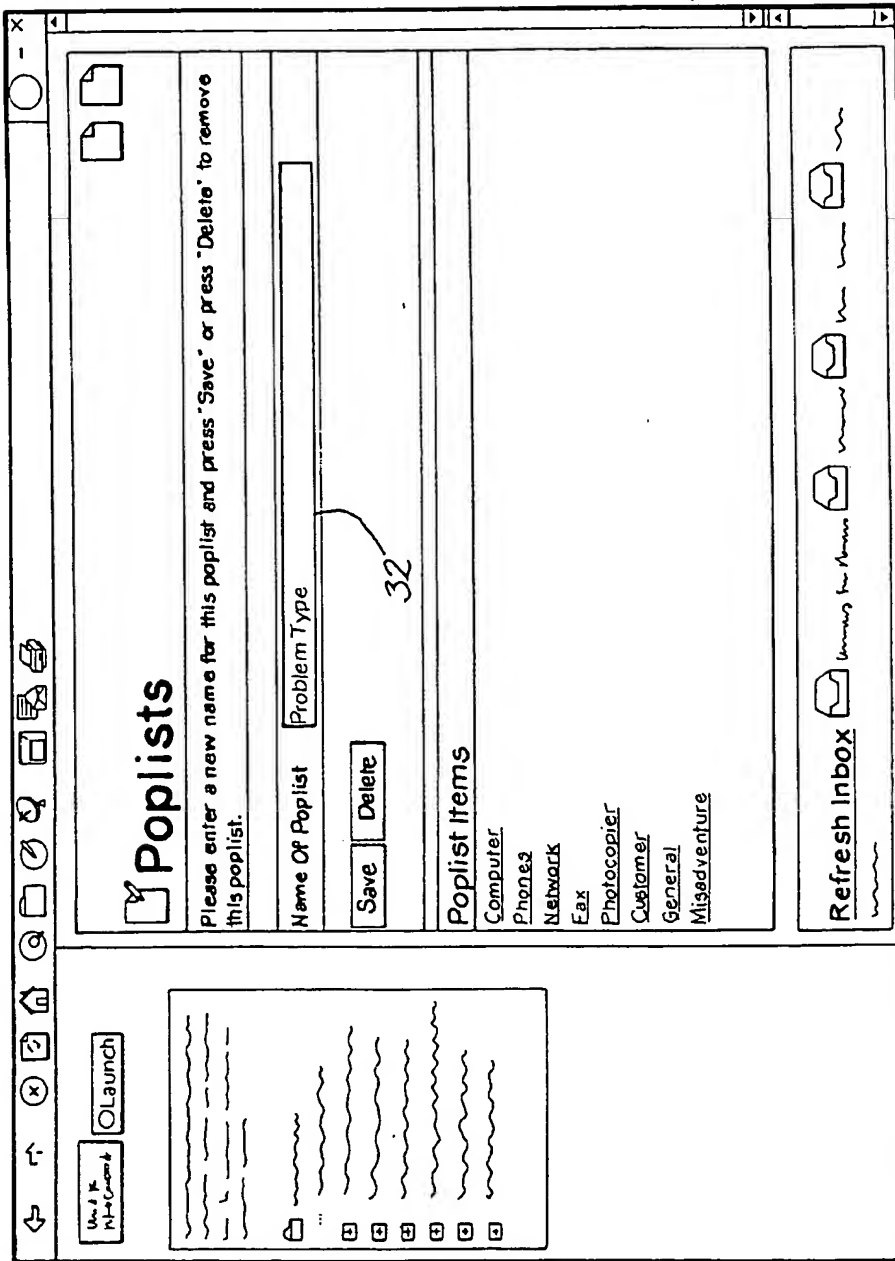 Launch
Poplists
Please enter a new name for this poplist and press "Save" or press "Delete" to remove
this poplist.
Name Of Poplist
Problem Type
32
Save
Delete
Poplist Items
Computer
Phones
Network
Fax
Photocopier
Customer
General
Misadventure
Refresh Inbox